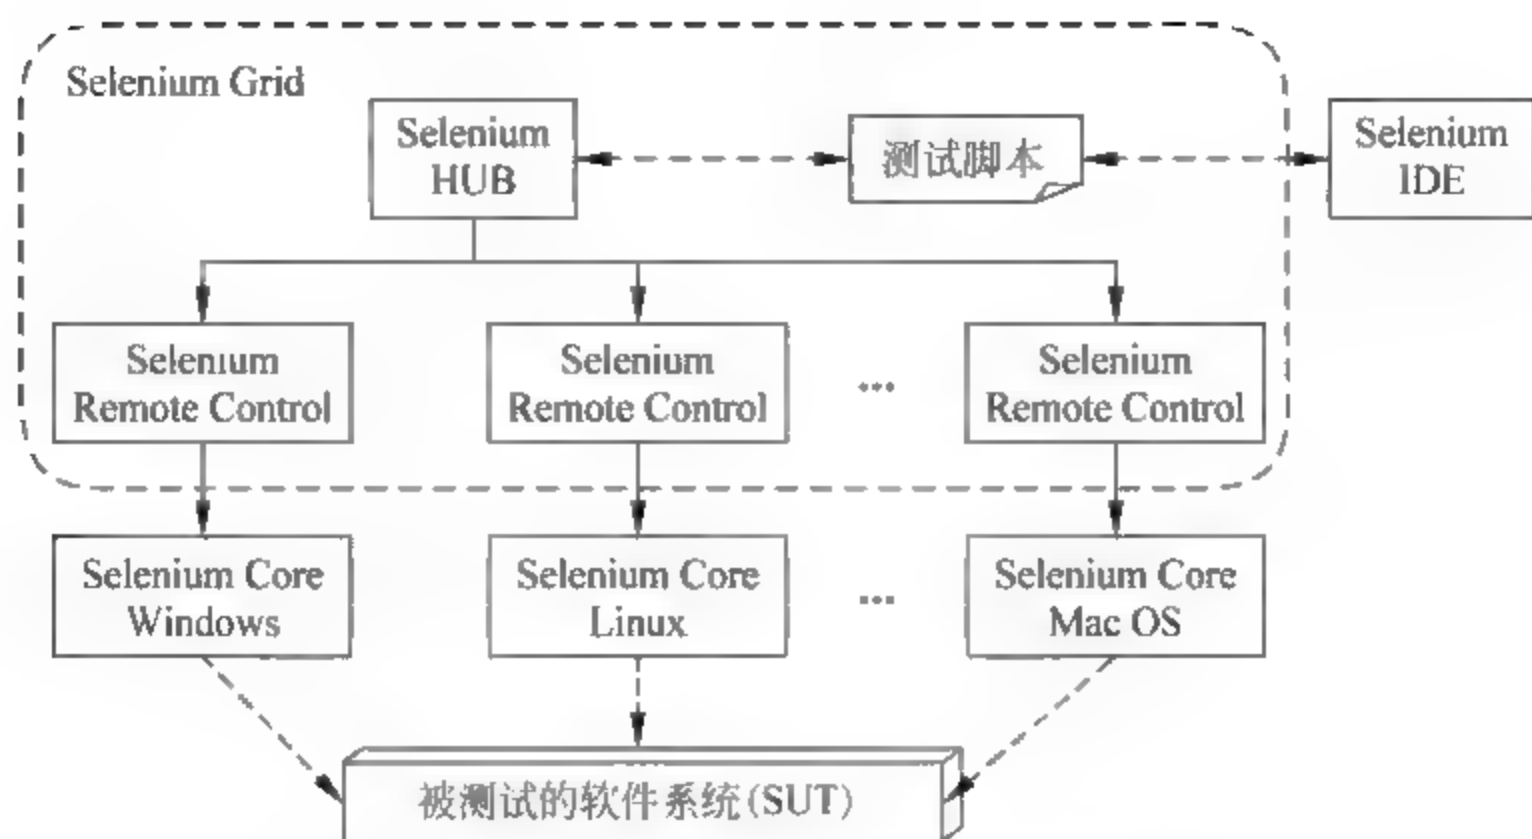 Selenium Grid
Selenium
HUB
测试脚本
Selenium
IDE
Selenium
Remote Control
Selenium
Remote Control
...
Selenium
Remote Control
Selenium Core
Windows
Selenium Core
Linux
...
Selenium Core
Mac OS
被测试的软件系统(SUT)